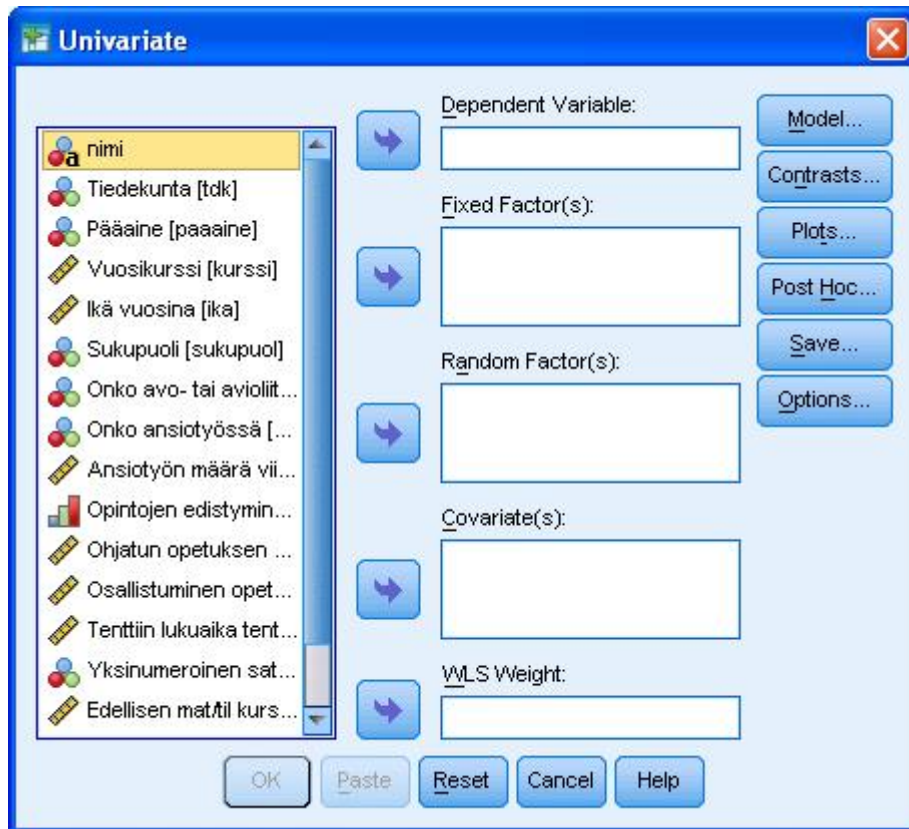 Univariate
nimi
Tiedekunta [tdk]
Pääaine [paaaine]
Vuosikurssi [kurssi]
Ikä vuosina [ika]
Sukupuoli [sukupuol]
Onko avo- tai avioliit...
Onko ansiotyössä [...
Ansiotyön määrä vii...
Opintojen edistymin...
Ohjatun opetuksen ...
Osallistuminen opet...
Tenttiin lukuaika tent...
Yksinumeroinen sat...
Edellisen mat/til kurs...
Dependent Variable:
Fixed Factor(s):
Random Factor(s):
Covariate(s):
WLS Weight:
Model...
Contrasts...
Plots...
Post Hoc...
Save...
Options...
OK
Paste
Reset
Cancel
Help